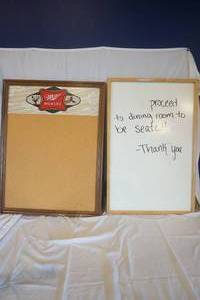 proceed
to dining room to
be seated!!
-Thank you